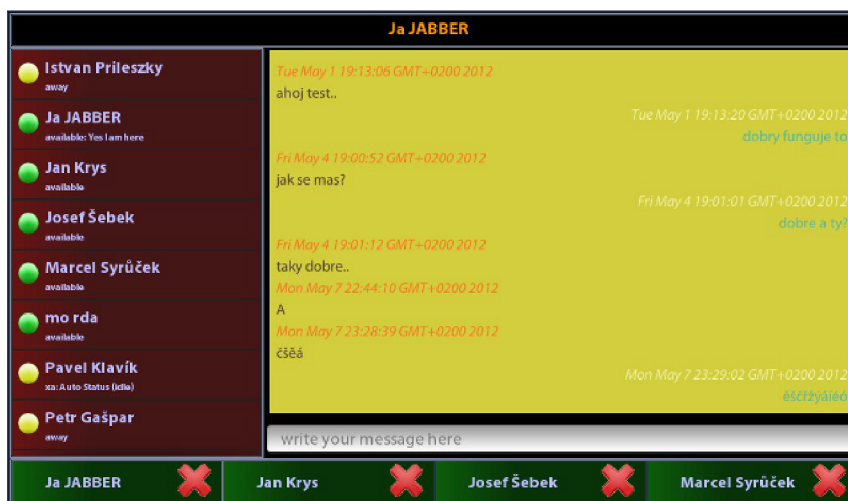 Ja JABBER
Istvan Prileszky
away
Ja JABBER
available: Yes I am here
Jan Krys
available
Josef Šebek
available
Marcel Syrůček
available
mo rda
available
Pavel Klavík
xa: Auto Status (idle)
Petr Gašpar
away
Tue May 1 19:13:06 GMT+0200 2012
ahoj test..
Tue May 1 19:13:20 GMT+0200 2012
dobry funguje to
Fri May 4 19:00:52 GMT+0200 2012
jak se mas?
Fri May 4 19:01:01 GMT+0200 2012
dobre a ty?
Fri May 4 19:01:12 GMT+0200 2012
taky dobre..
Mon May 7 22:44:10 GMT+0200 2012
A
Mon May 7 23:28:39 GMT+0200 2012
čšěá
Mon May 7 23:29:02 GMT+0200 2012
write your message here
Ja JABBER
Jan Krys
Josef Šebek
Marcel Syrůček